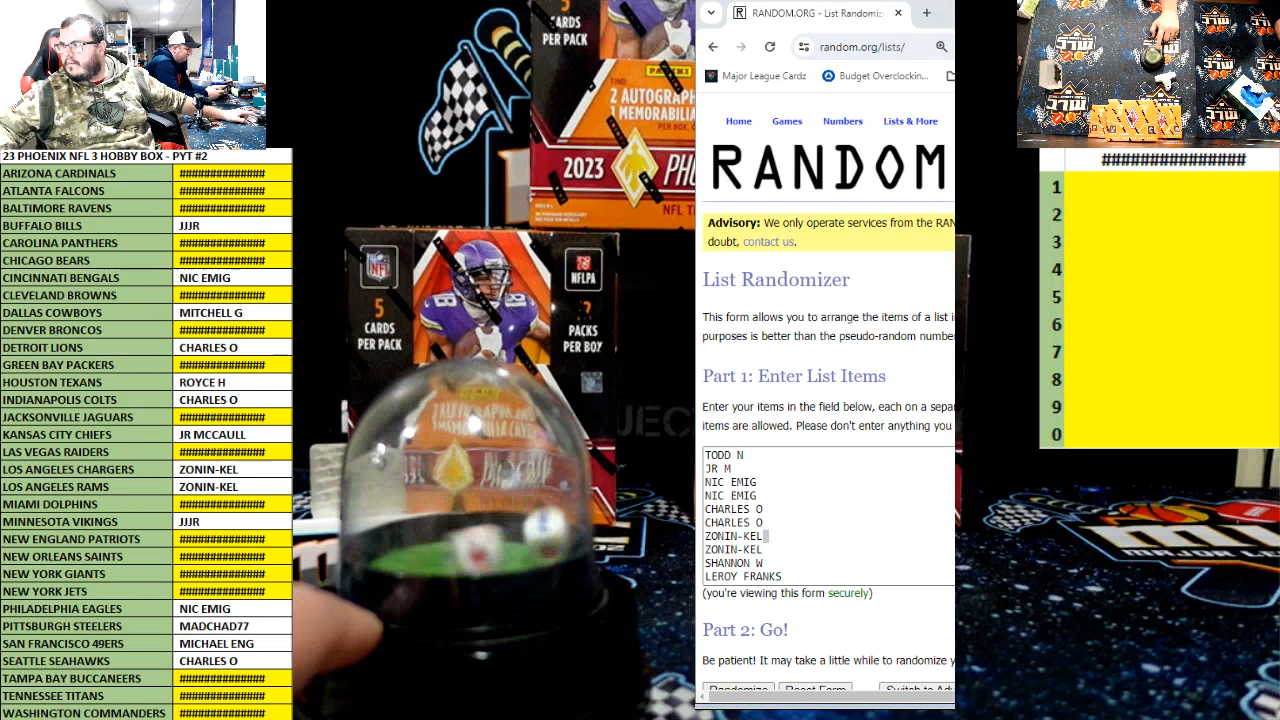 23 PHOENIX NFL 3 HOBBY BOX - PYT #2
ARIZONA CARDINALS ##############
ATLANTA FALCONS ##############
BALTIMORE RAVENS ##############
BUFFALO BILLS JJJR
CAROLINA PANTHERS ##############
CHICAGO BEARS ##############
CINCINNATI BENGALS NIC EMIG
CLEVELAND BROWNS ##############
DALLAS COWBOYS MITCHELL G
DENVER BRONCOS ##############
DETROIT LIONS CHARLES O
GREEN BAY PACKERS ##############
HOUSTON TEXANS ROYCE H
INDIANAPOLIS COLTS CHARLES O
JACKSONVILLE JAGUARS ##############
KANSAS CITY CHIEFS JR MCCAULL
LAS VEGAS RAIDERS ##############
LOS ANGELES CHARGERS ZONIN-KEL
LOS ANGELES RAMS ZONIN-KEL
MIAMI DOLPHINS ##############
MINNESOTA VIKINGS JJJR
NEW ENGLAND PATRIOTS ##############
NEW ORLEANS SAINTS ##############
NEW YORK GIANTS ##############
NEW YORK JETS ##############
PHILADELPHIA EAGLES NIC EMIG
PITTSBURGH STEELERS MADCHAD77
SAN FRANCISCO 49ERS MICHAEL ENG
SEATTLE SEAHAWKS CHARLES O
TAMPA BAY BUCCANEERS ##############
TENNESSEE TITANS ##############
WASHINGTON COMMANDERS ##############
CARDS
PER PACK
PANINI
2 AUTOGRAPH
1 MEMORABILIA
2023
NFL
5
CARDS
PER PACK
NFLPA
PACKS
PER BOX
RANDOM.ORG - List Randomiz
random.org/lists/
Major League Cardz
Budget Overclockin...
Home Games Numbers Lists & More
RANDOM
Advisory: We only operate services from the RAN
doubt, contact us.
List Randomizer
This form allows you to arrange the items of a list i
purposes is better than the pseudo-random number
Part 1: Enter List Items
Enter your items in the field below, each on a sepa
items are allowed. Please don't enter anything you
TODD N
JR M
NIC EMIG
NIC EMIG
CHARLES O
CHARLES O
ZONIN-KEL
ZONIN-KEL
SHANNON W
LEROY FRANKS
(you're viewing this form securely)
Part 2: Go!
Be patient! It may take a little while to randomize y
Randomize Reset Form Switch to Adv
###############
1
2
3
4
5
6
7
8
9
0